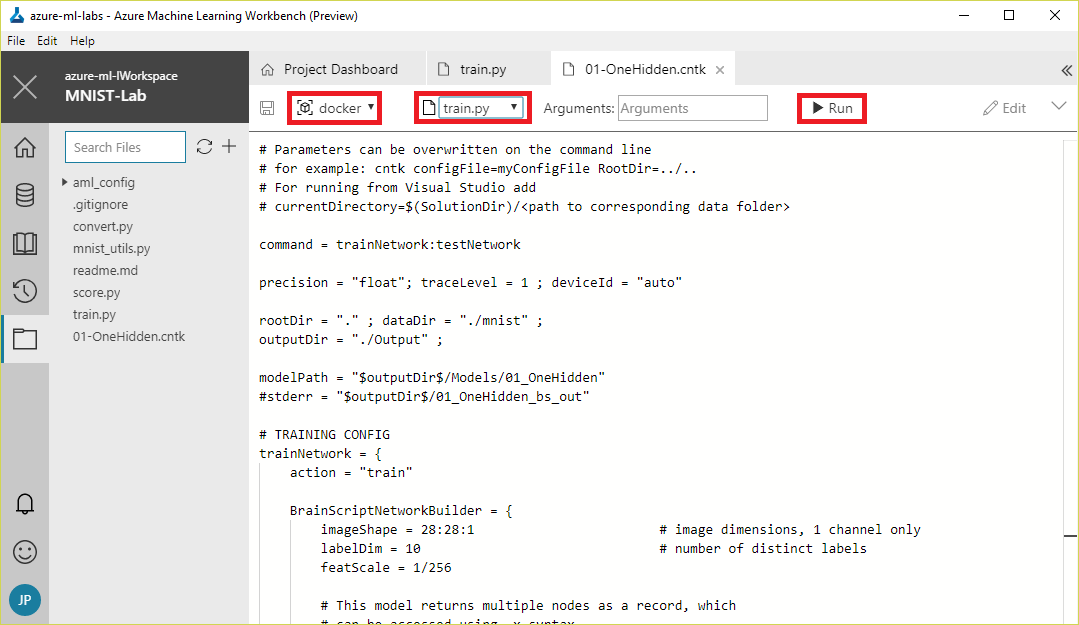 azure-ml-labs - Azure Machine Learning Workbench (Preview)
File Edit Help
azure-ml-lWorkspace
MNIST-Lab
Project Dashboard train.py 01-OneHidden.cntk
docker train.py Arguments: Arguments Run Edit
Search Files
aml_config
.gitignore
convert.py
mnist_utils.py
readme.md
score.py
train.py
01-OneHidden.cntk
JP
# Parameters can be overwritten on the command line
# for example: cntk configFile=myConfigFile RootDir=../..
# For running from Visual Studio add
# currentDirectory=$(SolutionDir)/<path to corresponding data folder>
command = trainNetwork:testNetwork
precision = "float"; traceLevel = 1 ; deviceId = "auto"
rootDir = "." ; dataDir = "./mnist" ;
outputDir = "./Output" ;
modelPath = "$outputDir$/Models/01_OneHidden"
#stderr = "$outputDir$/01_OneHidden_bs_out"
# TRAINING CONFIG
trainNetwork = {
action = "train"
BrainScriptNetworkBuilder = {
imageShape = 28:28:1 # image dimensions, 1 channel only
labelDim = 10 # number of distinct labels
featScale = 1/256
# This model returns multiple nodes as a record, which
# can be accessed using .x syntax